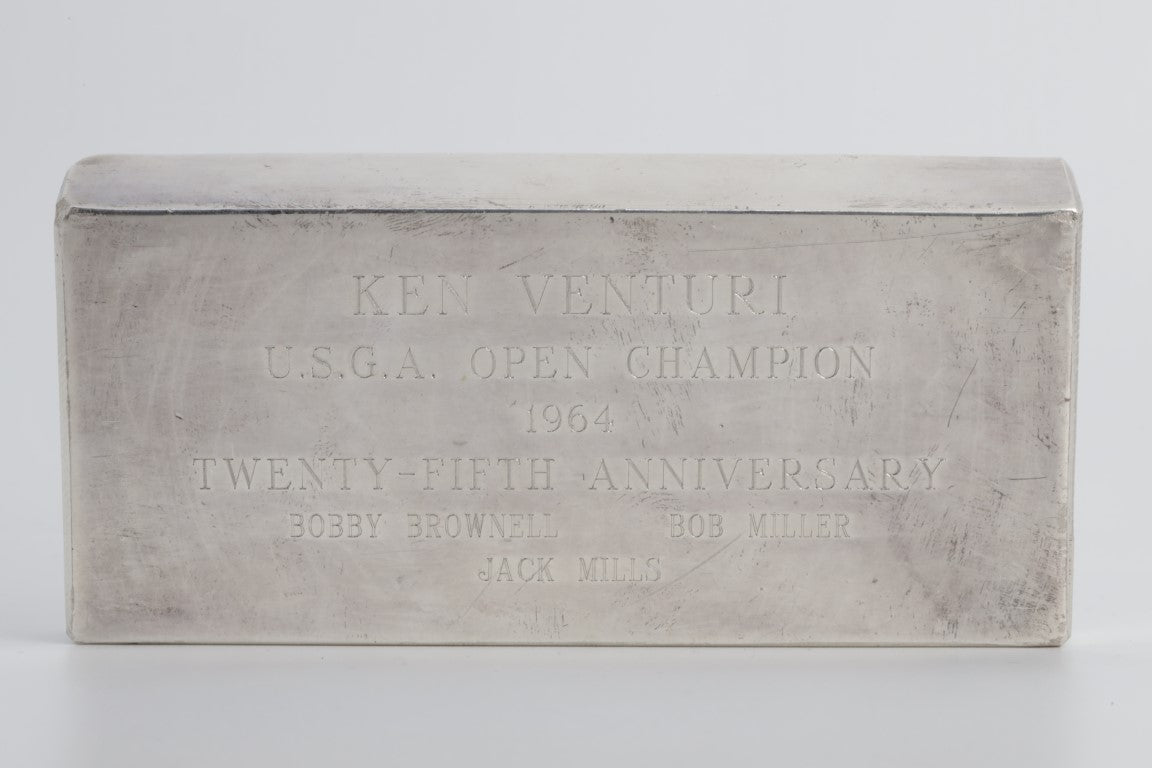 KEN VENTURI
U.S.G.A. OPEN CHAMPION
1964
TWENTY-FIFTH ANNIVERSARY
BOBBY BROWNELL BOB MILLER
JACK MILLS